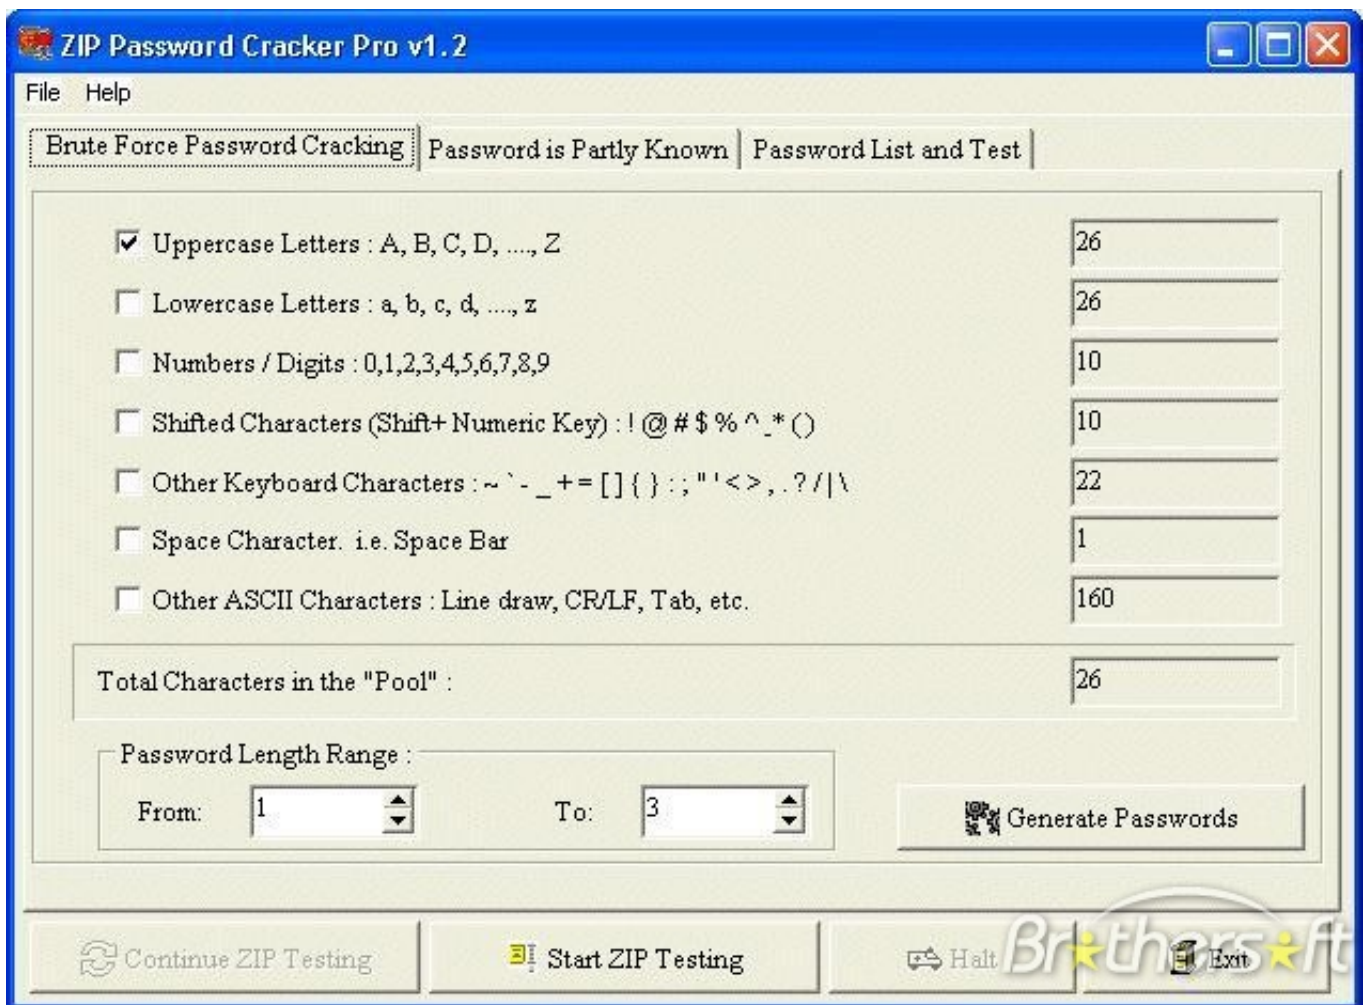 ZIP Password Cracker Pro v1.2
File Help
Brute Force Password Cracking Password is Partly Known Password List and Test
Uppercase Letters : A, B, C, D, ...., Z 26
Lowercase Letters : a, b, c, d, ...., z 26
Numbers / Digits : 0,1,2,3,4,5,6,7,8,9 10
Shifted Characters (Shift+ Numeric Key) : ! @ # $ % ^ _ * ( ) 10
Other Keyboard Characters : ~ ` - _ + = [ ] { } : ; " ' < > , . ? / | \ 22
Space Character. i.e. Space Bar 1
Other ASCII Characters : Line draw, CR/LF, Tab, etc. 160
Total Characters in the "Pool" : 26
Password Length Range :
From: 1 To: 3 Generate Passwords
Continue ZIP Testing Start ZIP Testing Halt Exit
Brothersoft